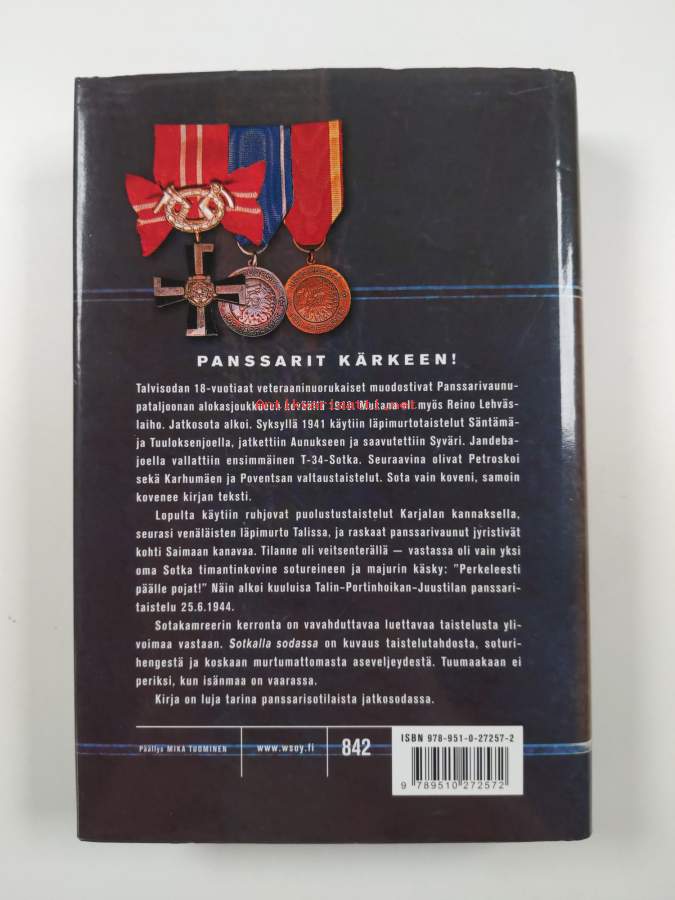 PANSSARIT KÄRKEEN!
Talvisodan 18-vuotiaat veteraaninuorukaiset muodostivat Panssarivaunu-
pataljoonan alokasjoukkueen keväällä 1940. Mukana oli myös Reino Lehväs-
laiho. Jatkosota alkoi. Syksyllä 1941 käytiin läpimurtotaistelut Säntämä-
ja Tuuloksenjoella, jatkettiin Aunukseen ja saavutettiin Syväri. Jandeba-
joella vallattiin ensimmäinen T-34-Sotka. Seuraavina olivat Petroskoi
sekä Karhumäen ja Poventsan valtaustaistelut. Sota vain koveni, samoin
kovenee kirjan teksti.
Lopulta käytiin ruhjovat puolustustaistelut Karjalan kannaksella,
seurasi venäläisten läpimurto Talissa, ja raskaat panssarivaunut jyristivät
kohti Saimaan kanavaa. Tilanne oli veitsenterällä — vastassa oli vain yksi
oma Sotka timantinkovine sotureineen ja majurin käsky: "Perkeleesti
päälle pojat!" Näin alkoi kuuluisa Talin–Portinhoikan–Juustilan panssari-
taistelu 25.6.1944.
Sotakamreerin kerronta on vavahduttavaa luettavaa taistelusta yli-
voimaa vastaan. Sotkalla sodassa on kuvaus taistelutahdosta, soturi-
hengestä ja koskaan murtumattomasta aseveljeydestä. Tuumaakaan ei
periksi, kun isänmaa on vaarassa.
Kirja on luja tarina panssarisotilaista jatkosodassa.
Päällys MIKA TUOMINEN
www.wsoy.fi
842
ISBN 978-951-0-27257-2
9 789510 272572